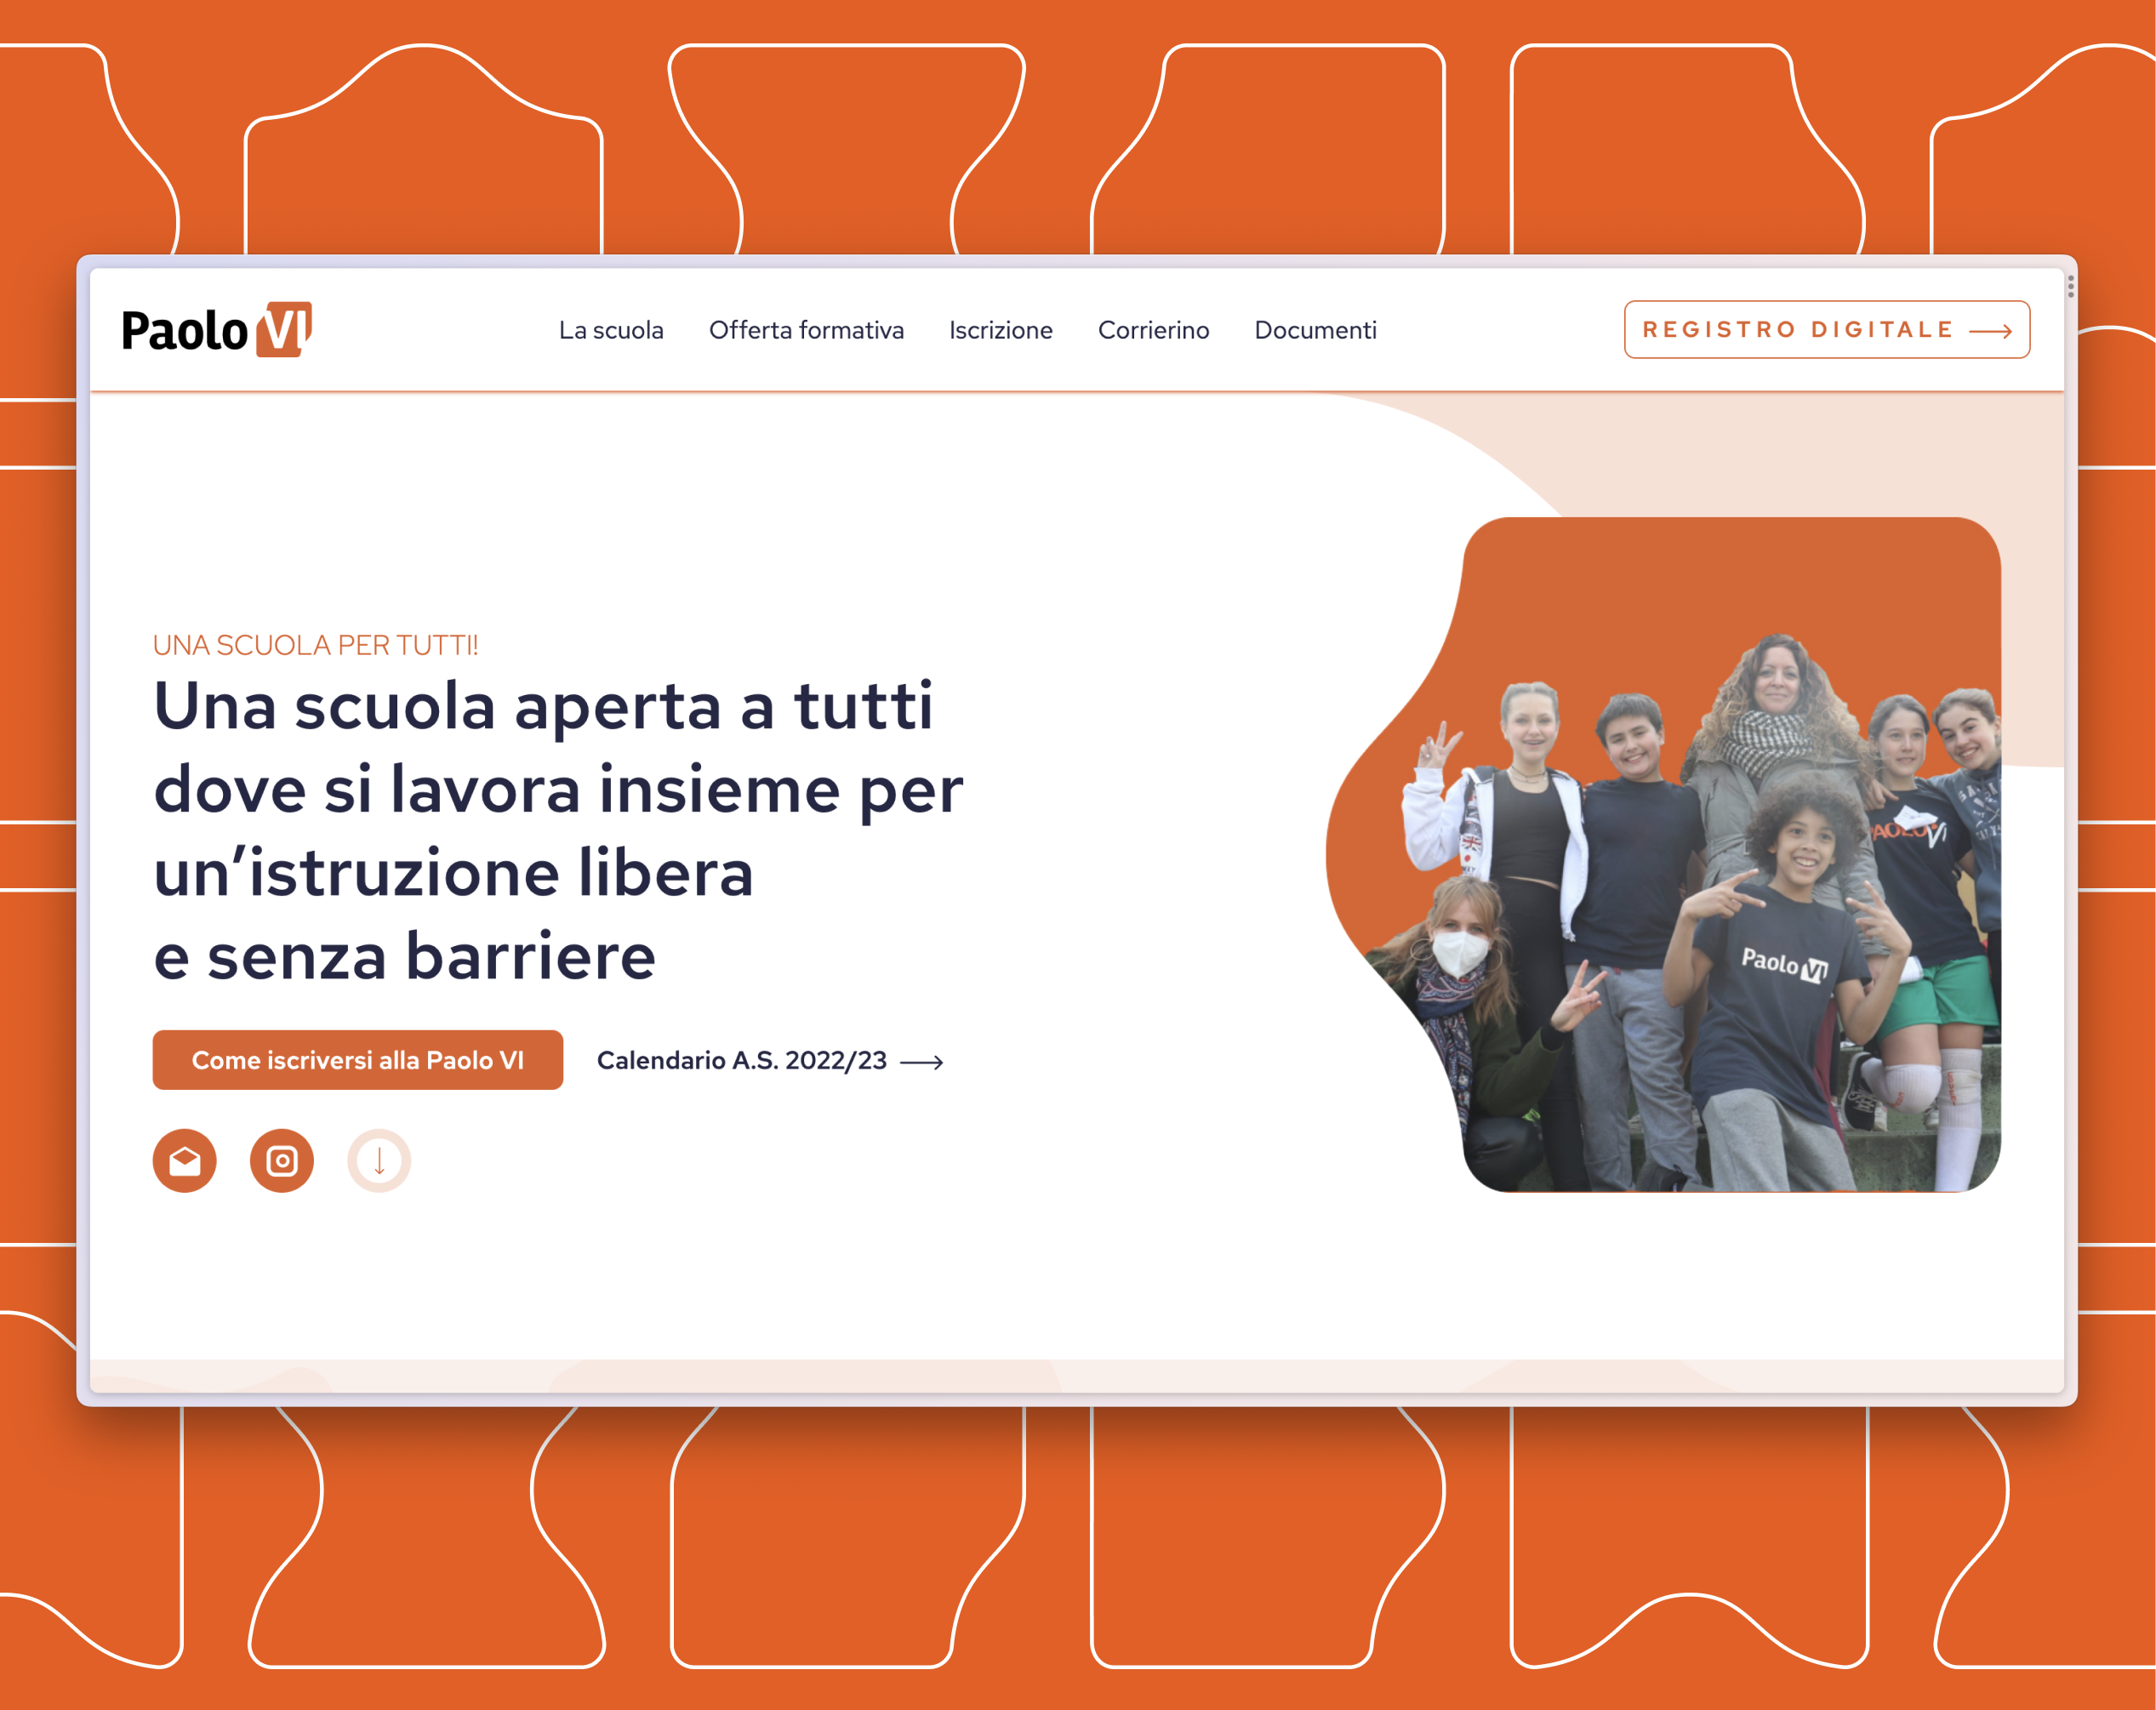 Paolo VI
La scuola Offerta formativa Iscrizione Corrierino Documenti
REGISTRO DIGITALE
UNA SCUOLA PER TUTTI!
Una scuola aperta a tutti
dove si lavora insieme per
un’istruzione libera
e senza barriere
Come iscriversi alla Paolo VI
Calendario A.S. 2022/23
PAOLO VI
Paolo VI